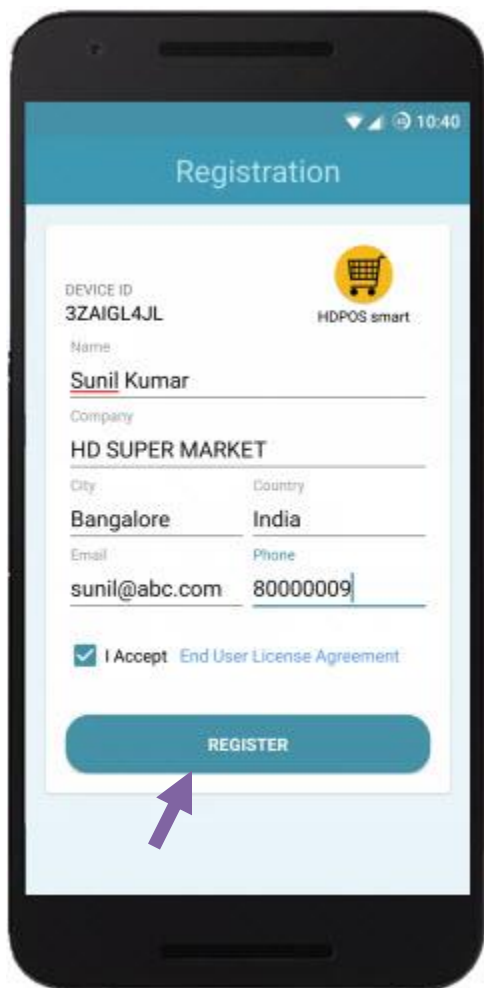 10:40
Registration
DEVICE ID
3ZAIGL4JL
HDPOS smart
Name
Sunil Kumar
Company
HD SUPER MARKET
City Country
Bangalore India
Email Phone
sunil@abc.com 80000009
I Accept End User License Agreement
REGISTER